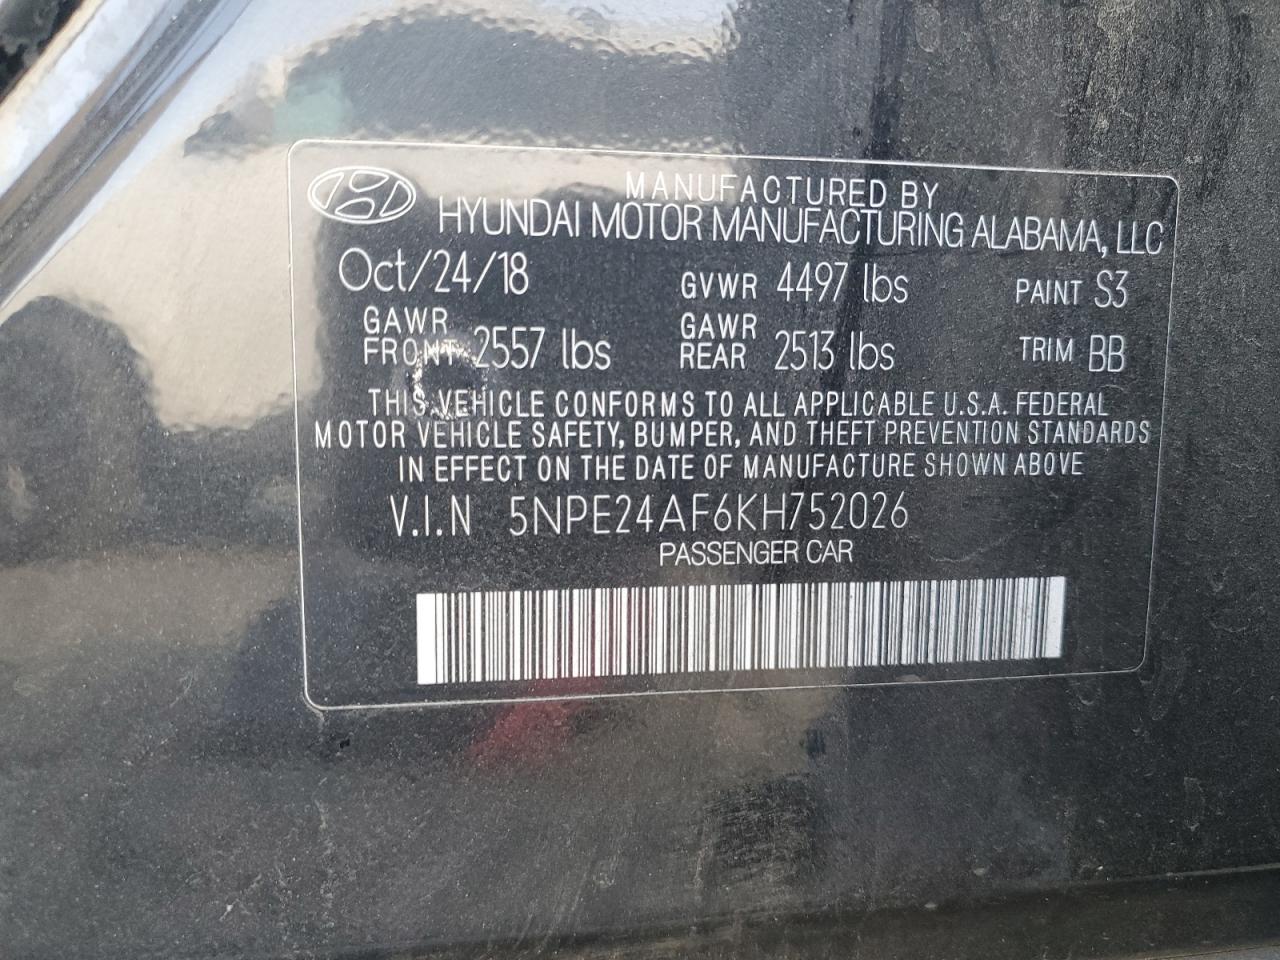 MANUFACTURED BY
HYUNDAI MOTOR MANUFACTURING ALABAMA, LLC
Oct/24/18 GVWR 4497 lbs PAINT S3
GAWR FRONT 2557 lbs GAWR REAR 2513 lbs TRIM BB
THIS VEHICLE CONFORMS TO ALL APPLICABLE U.S.A. FEDERAL
MOTOR VEHICLE SAFETY, BUMPER, AND THEFT PREVENTION STANDARDS
IN EFFECT ON THE DATE OF MANUFACTURE SHOWN ABOVE
V.I.N 5NPE24AF6KH752026
PASSENGER CAR